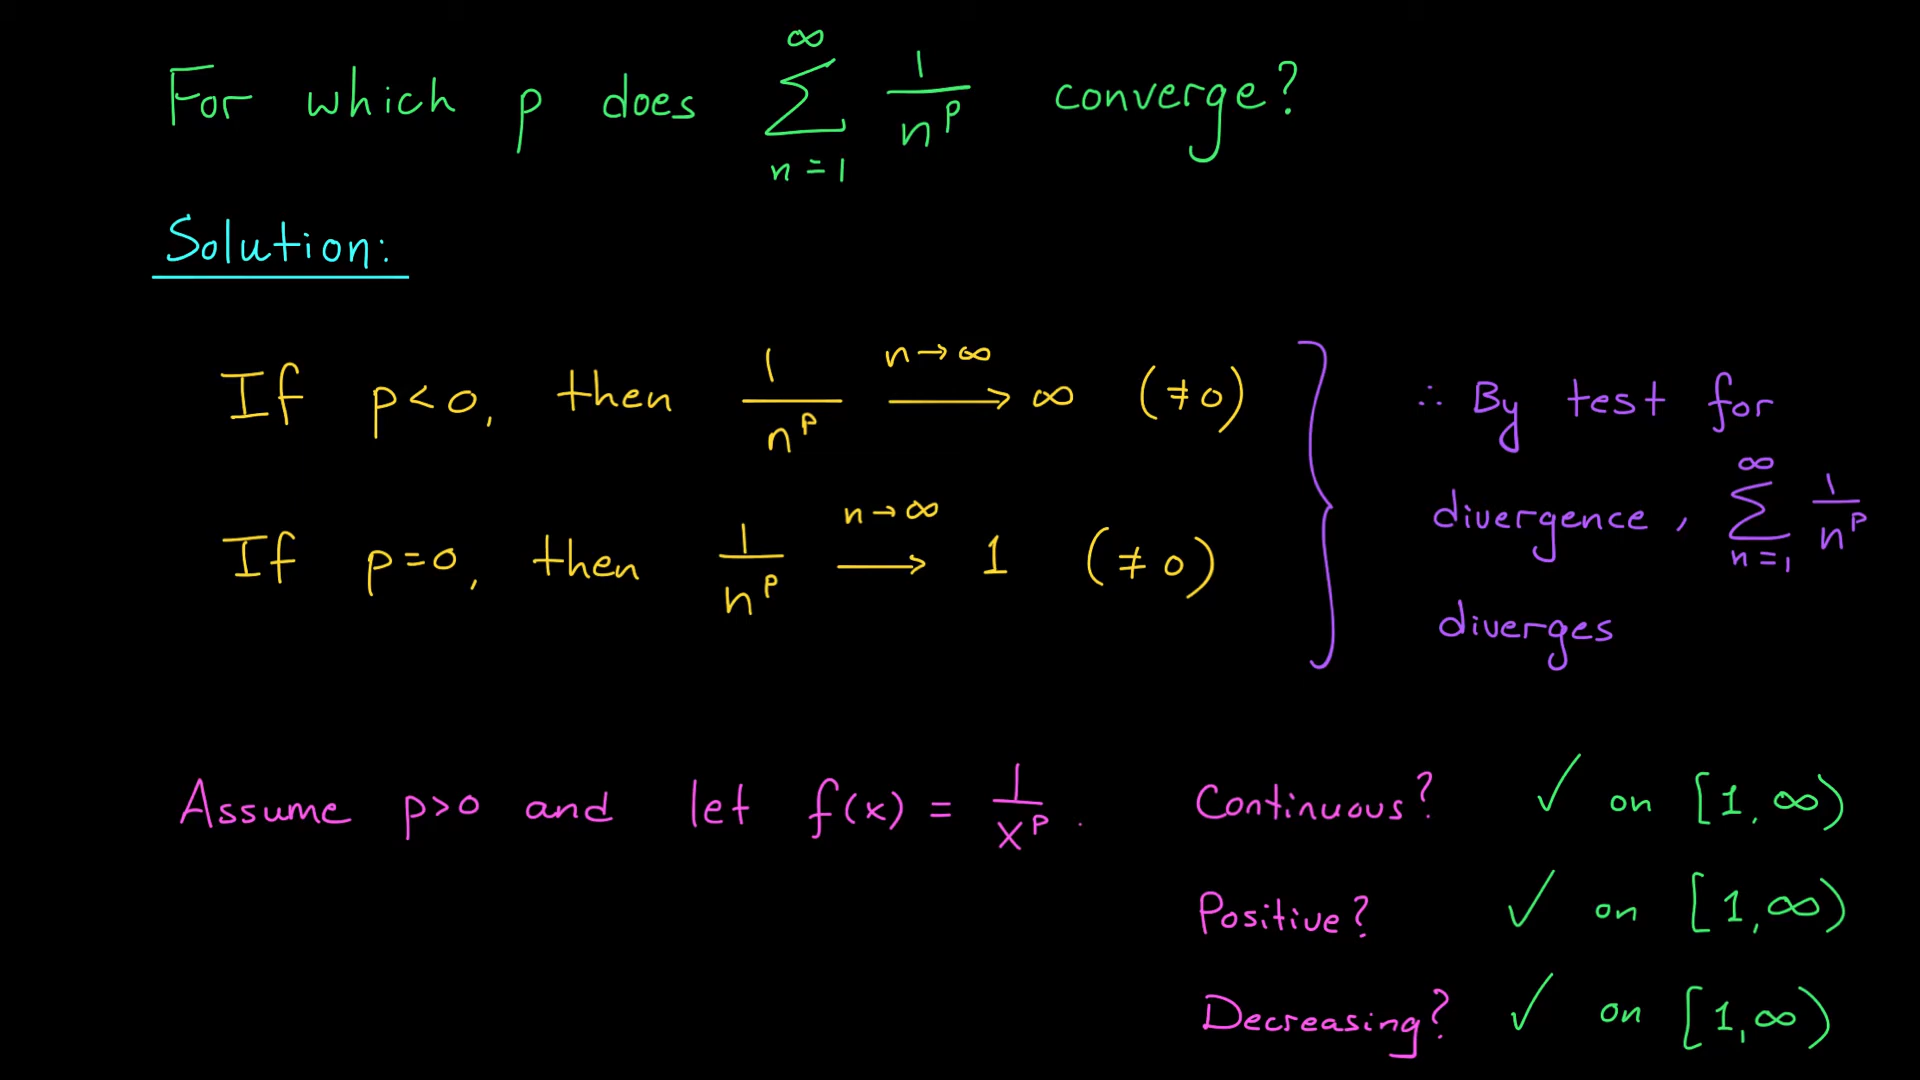 For which p does ∞∑n=1 1/n^p converge?
Solution:
If p<0, then 1/n^p n→∞ ⟶ ∞ (≠0)
If p=0, then 1/n^p n→∞ ⟶ 1 (≠0)
∴ By test for
divergence, ∞∑n=1 1/n^p
diverges
Assume p>0 and let f(x) = 1/x^p.
Continuous? ✓ on [1,∞)
Positive? ✓ on [1,∞)
Decreasing? ✓ on [1,∞)